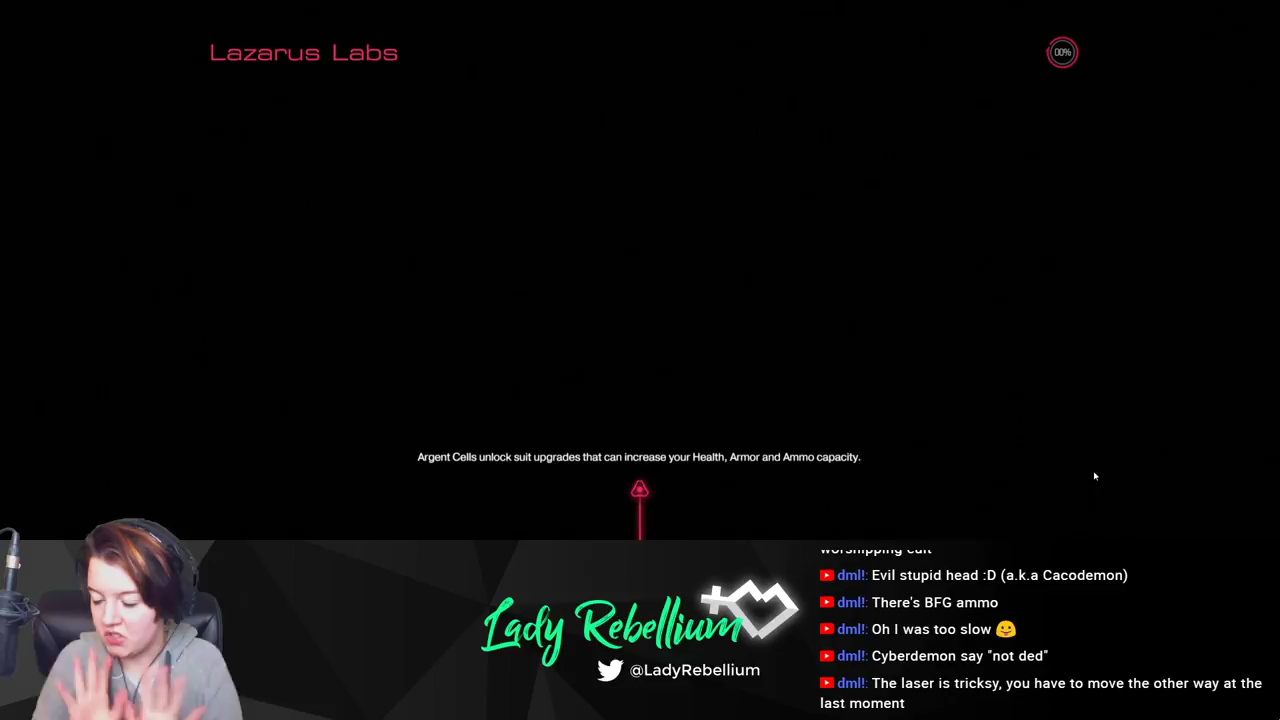 Lazarus Labs
00%
Argent Cells unlock suit upgrades that can increase your Health, Armor and Ammo capacity.
Lady Rebellium
@LadyRebellium
worshipping cult
dml!: Evil stupid head :D (a.k.a Cacodemon)
dml!: There's BFG ammo
dml!: Oh I was too slow 🙂
dml!: Cyberdemon say "not ded"
dml!: The laser is tricksy, you have to move the other way at the
last moment